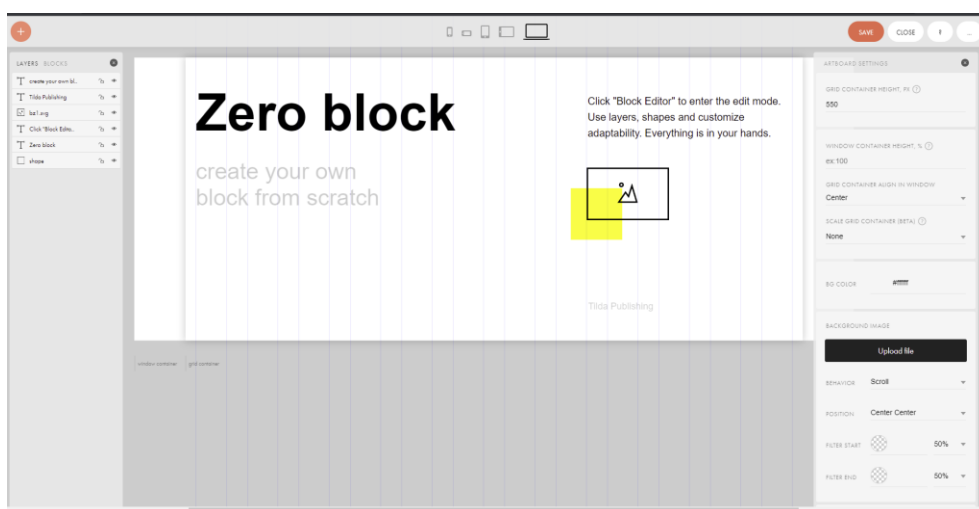 SAVE
CLOSE
...
LAYERS BLOCKS
create your own bl..
Tilda Publishing
Click "Block Edito..
Zero block
shape
Zero block
create your own
block from scratch
Click "Block Editor" to enter the edit mode.
Use layers, shapes and customize
adaptability. Everything is in your hands.
Tilda Publishing
window container
grid container
ARTBOARD SETTINGS
GRID CONTAINER HEIGHT, PX ?
550
WINDOW CONTAINER HEIGHT, % ?
ex:100
GRID CONTAINER ALIGN IN WINDOW
Center
SCALE GRID CONTAINER (BETA) ?
None
BG COLOR
BACKGROUND IMAGE
Upload file
BEHAVIOR Scroll
POSITION Center Center
FILTER START 50%
FILTER END 50%